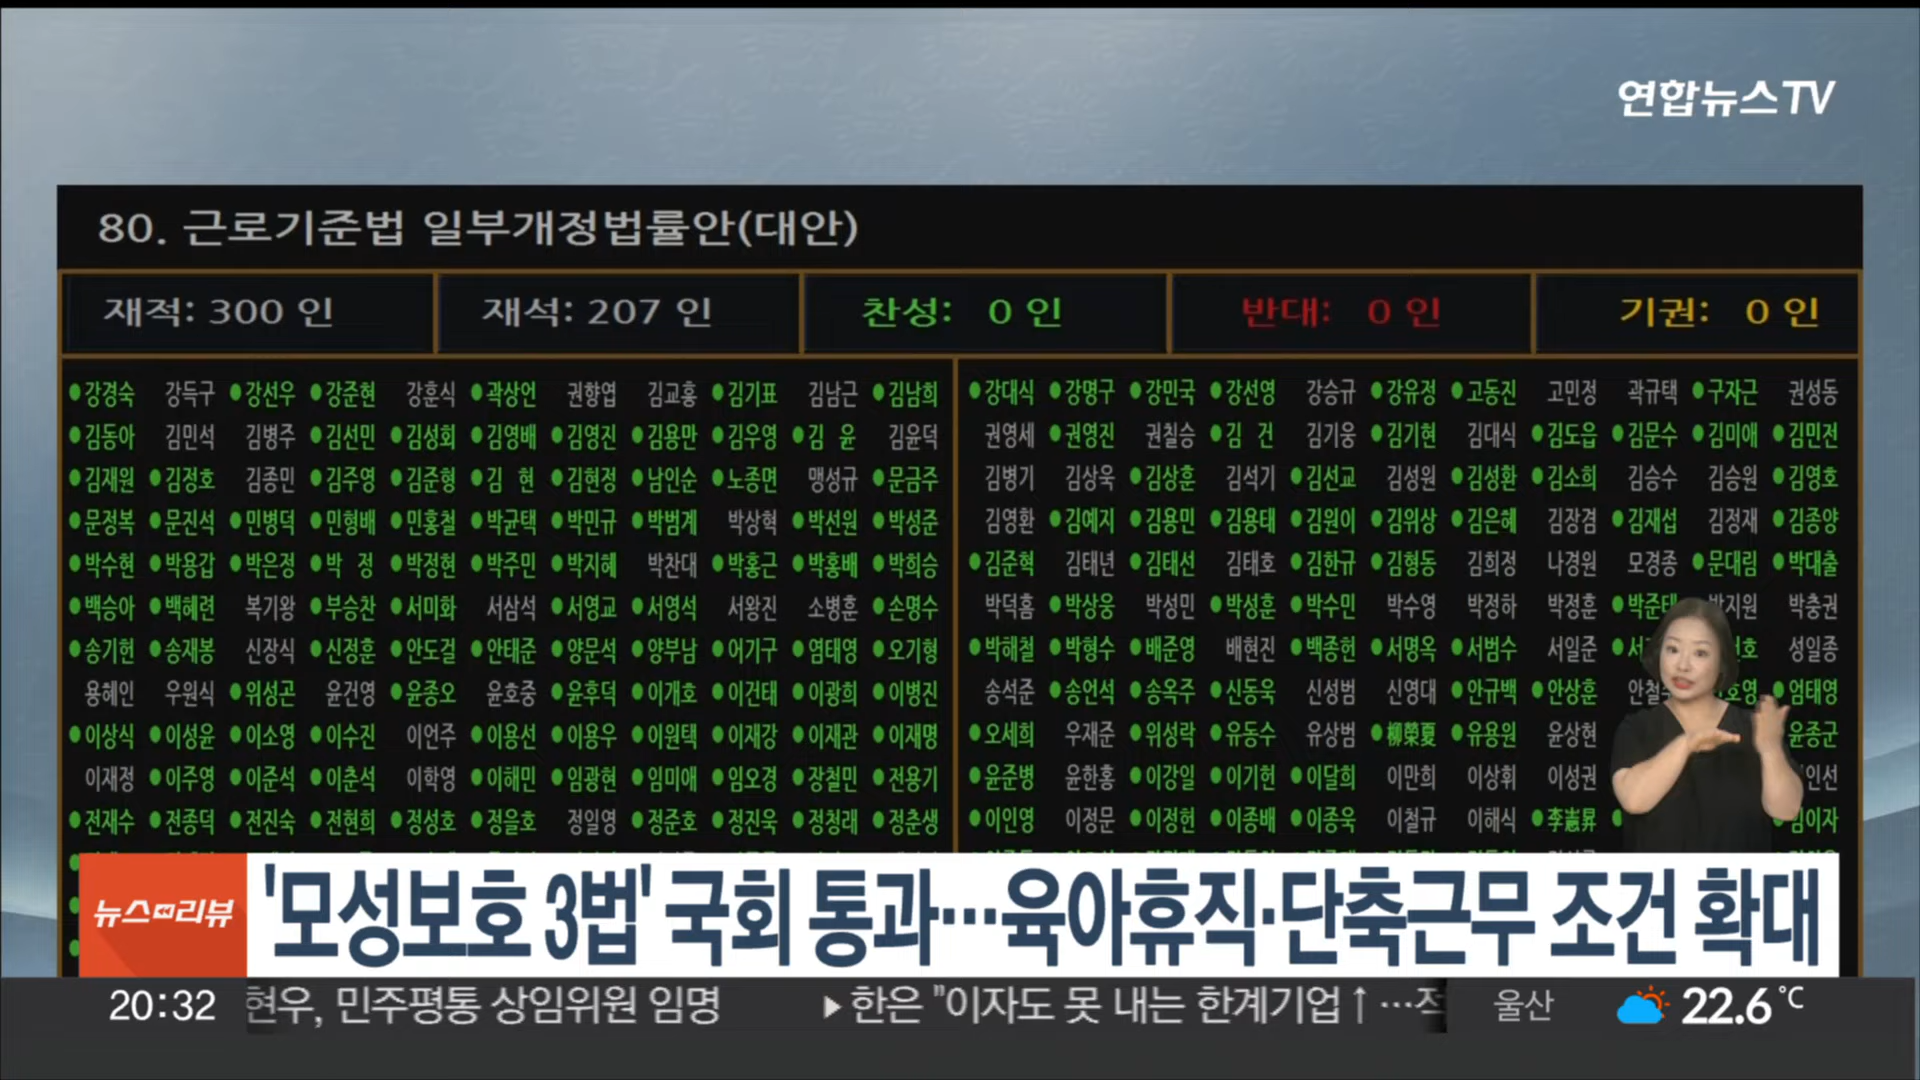 연합뉴스TV
80. 근로기준법 일부개정법률안(대안)
재적: 300 인 재석: 207 인 찬성: 0 인 반대: 0 인 기권: 0 인
강경숙 강득구 강선우 강준현 강훈식 곽상언 권향엽 김교흥 김기표 김남근 김남희
김동아 김민석 김병주 김선민 김성회 김영배 김영진 김용만 김우영 김 윤 김윤덕
김재원 김정호 김종민 김주영 김준형 김 현 김현정 남인순 노종면 맹성규 문금주
문정복 문진석 민병덕 민형배 민홍철 박균택 박민규 박범계 박상혁 박선원 박성준
박수현 박용갑 박은정 박 정 박정현 박주민 박지혜 박찬대 박홍근 박홍배 박희승
백승아 백혜련 복기왕 부승찬 서미화 서삼석 서영교 서영석 서왕진 소병훈 손명수
송기헌 송재봉 신장식 신정훈 안도걸 안태준 양문석 양부남 어기구 염태영 오기형
용혜인 우원식 위성곤 윤건영 윤종오 윤호중 윤후덕 이개호 이건태 이광희 이병진
이상식 이성윤 이소영 이수진 이언주 이용선 이용우 이원택 이재강 이재관 이재명
이재정 이주영 이준석 이춘석 이학영 이해민 임광현 임미애 임오경 장철민 전용기
전재수 전종덕 전진숙 전현희 정성호 정을호 정일영 정준호 정진욱 정청래 정춘생
강대식 강명구 강민국 강선영 강승규 강유정 고동진 고민정 곽규택 구자근 권성동
권영세 권영진 권칠승 김 건 김기웅 김기현 김대식 김도읍 김문수 김미애 김민전
김병기 김상욱 김상훈 김석기 김선교 김성원 김성환 김소희 김승수 김승원 김영호
김영환 김예지 김용민 김용태 김원이 김위상 김은혜 김장겸 김재섭 김정재 김종양
김준혁 김태년 김태선 김태호 김한규 김형동 김희정 나경원 모경종 문대림 박대출
박덕흠 박상웅 박성민 박성훈 박수민 박수영 박정하 박정훈 박준태 박지원 박충권
박해철 박형수 배준영 배현진 백종헌 서명옥 서범수 서일준 성일종
송석준 송언석 송옥주 신동욱 신성범 신영대 안규백 안상훈 엄태영
오세희 우재준 위성락 유동수 유상범 柳榮夏 유용원 윤상현 윤종군
윤준병 윤한홍 이강일 이기헌 이달희 이만희 이상휘 이성권
이인영 이정문 이정헌 이종배 이종욱 이철규 이해식 李憲昇 임이자
뉴스리뷰
'모성보호 3법' 국회 통과…육아휴직·단축근무 조건 확대
20:32 현우, 민주평통 상임위원 임명 ▶한은 "이자도 못 내는 한계기업↑… 울산 22.6℃